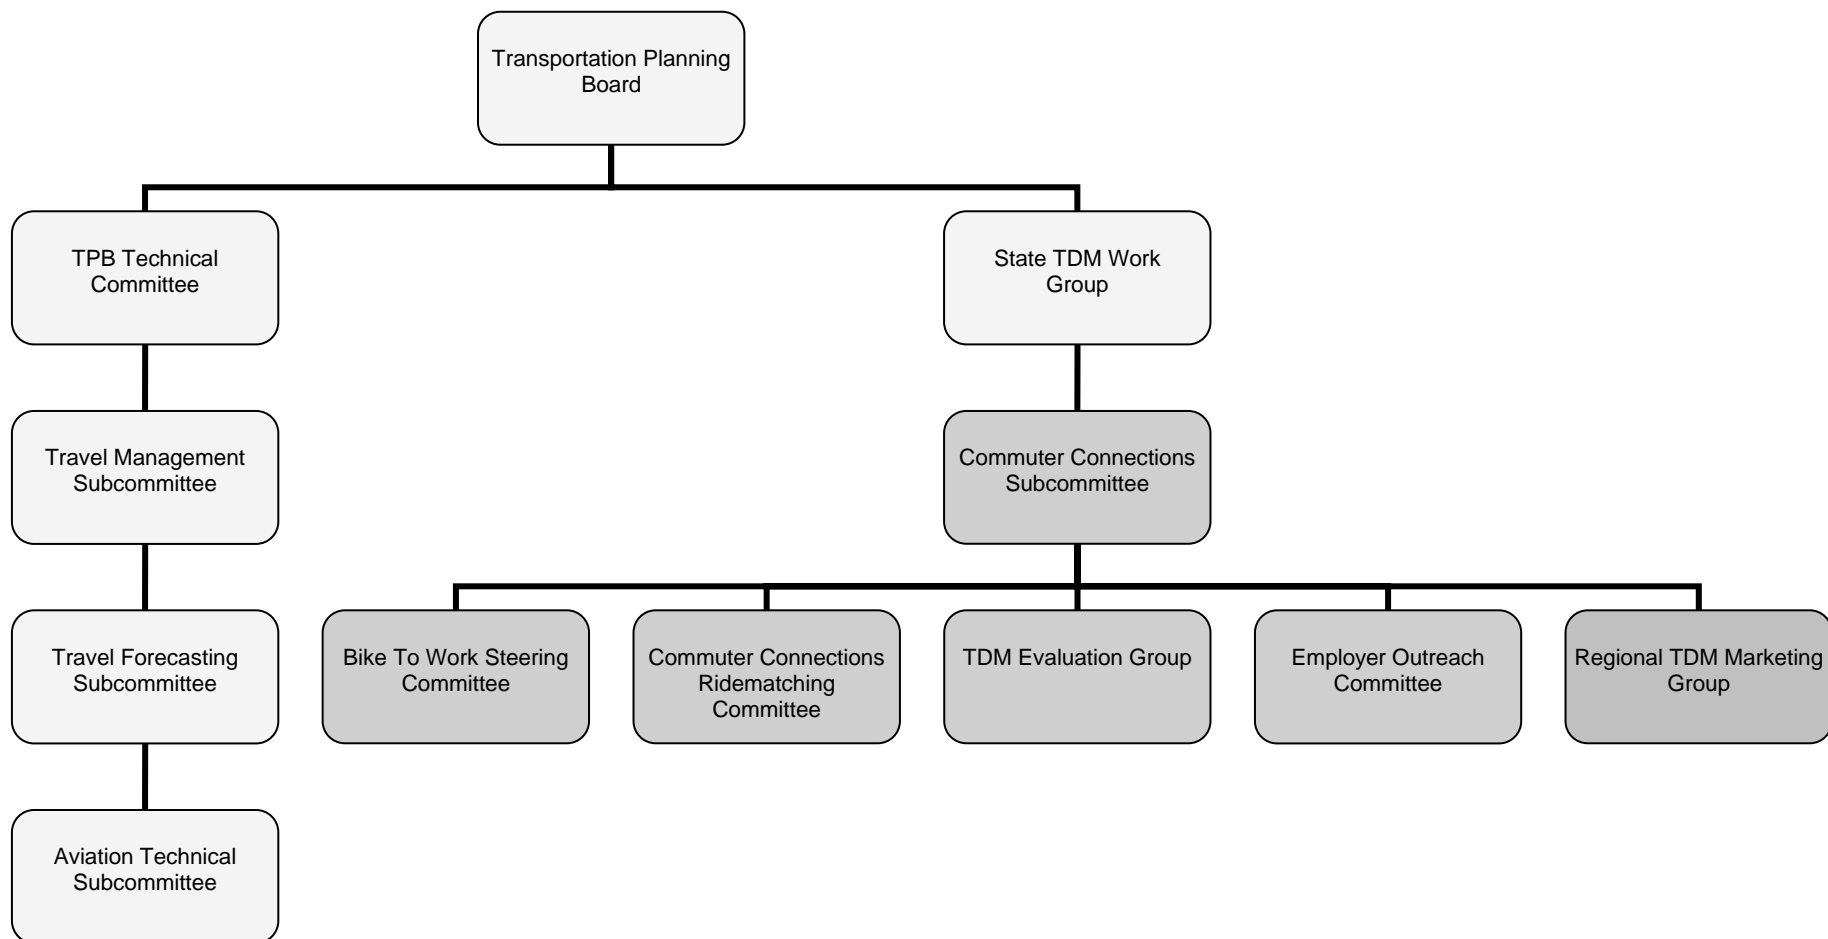 Transportation Planning
Board
TPB Technical
Committee
State TDM Work
Group
Travel Management
Subcommittee
Commuter Connections
Subcommittee
Travel Forecasting
Subcommittee
Bike To Work Steering
Committee
Commuter Connections
Ridematching
Committee
TDM Evaluation Group
Employer Outreach
Committee
Regional TDM Marketing
Group
Aviation Technical
Subcommittee